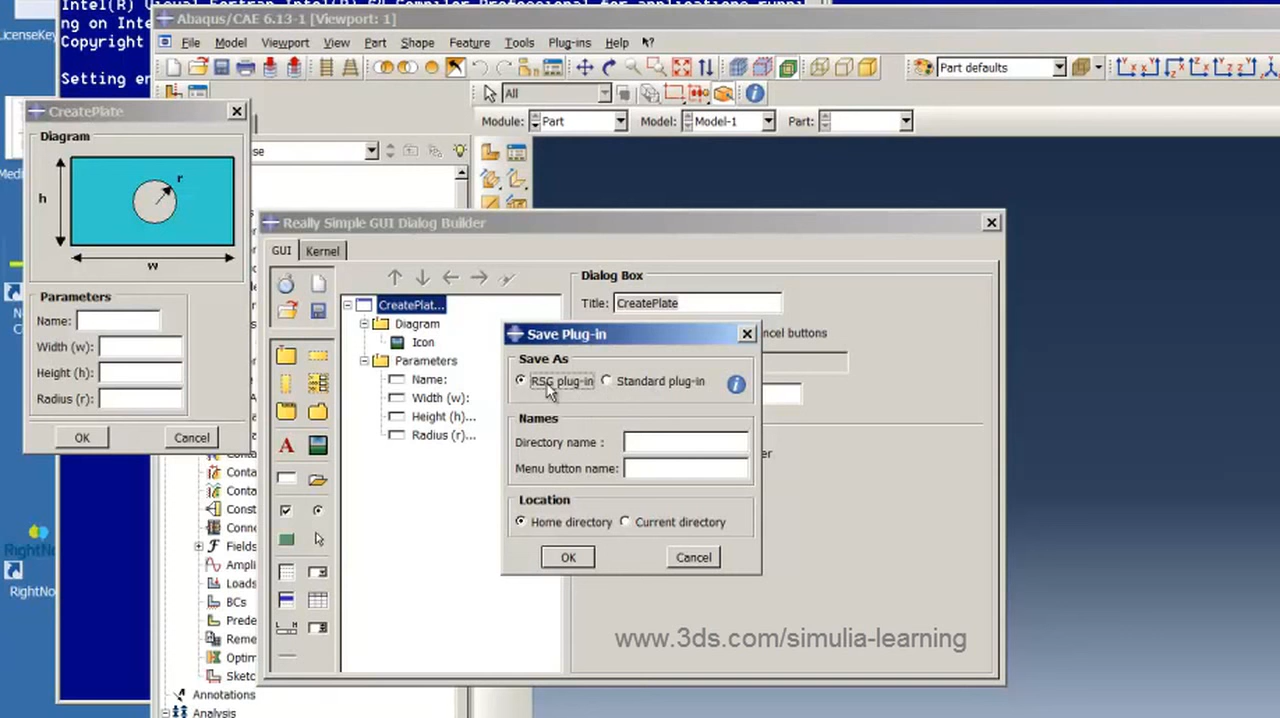 Intel(R) Visual Fortran Intel(R) 64 Compiler Professional for applications running
ng on Inte
Copyright
Setting en
LicenseKey
Abaqus/CAE 6.13-1 [Viewport: 1]
File Model Viewport View Part Shape Feature Tools Plug-ins Help
Part defaults
All
Module: Part Model: Model-1 Part:
CreatePlate
Diagram
h
r
w
Parameters
Name:
Width (w):
Height (h):
Radius (r):
OK Cancel
Really Simple GUI Dialog Builder
GUI Kernel
CreatePlat...
Diagram
Icon
Parameters
Name:
Width (w):
Height (h)...
Radius (r)...
Dialog Box
Title: CreatePlate
ncel buttons
Save Plug-in
Save As
RSG plug-in Standard plug-in
Names
Directory name :
Menu button name:
Location
Home directory Current directory
OK Cancel
Conta
Conta
Const
Conne
Fields
Ampli
Loads
BCs
Prede
Reme
Optim
Sketc
Annotations
Analysis
Medi
RightNo
RightNo
www.3ds.com/simulia-learning